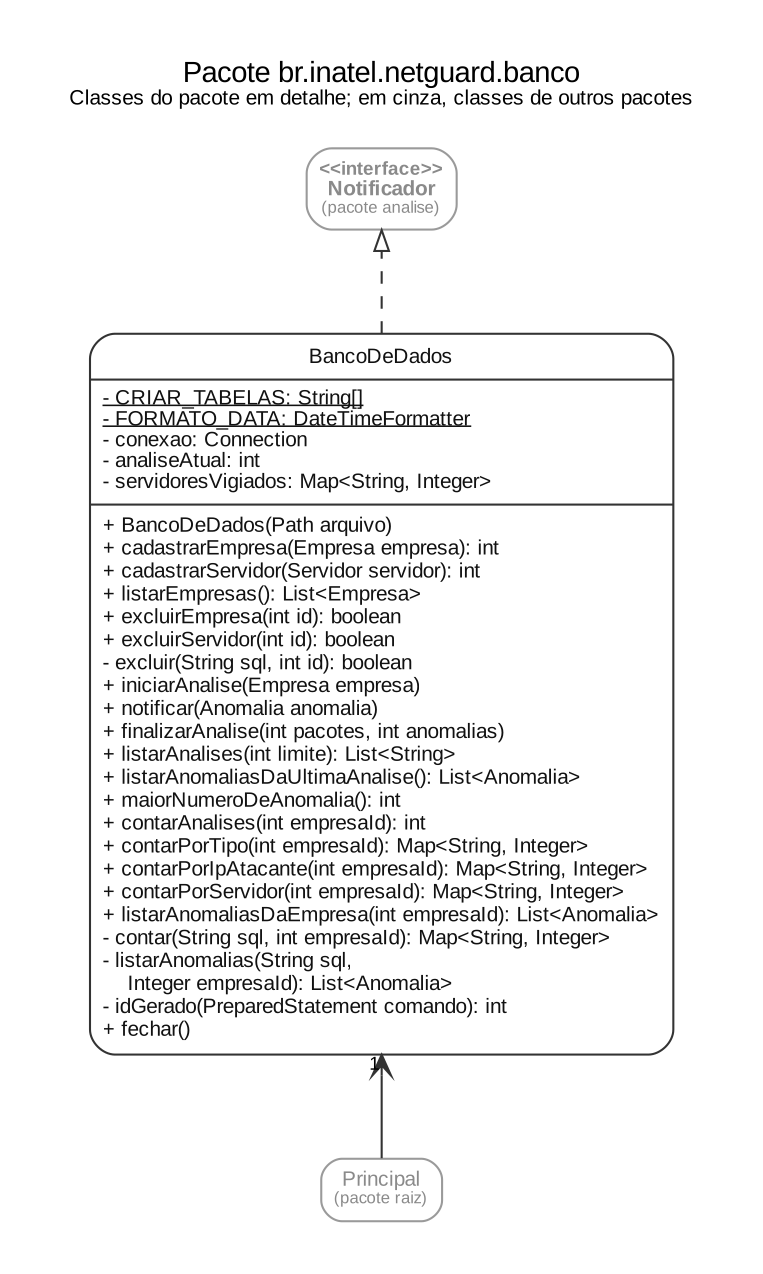 Pacote br.inatel.netguard.banco
Classes do pacote em detalhe; em cinza, classes de outros pacotes
<<interface>>
Notificador
(pacote analise)
BancoDeDados
- CRIAR_TABELAS: String[]
- FORMATO_DATA: DateTimeFormatter
- conexao: Connection
- analiseAtual: int
- servidoresVigiados: Map<String, Integer>
+ BancoDeDados(Path arquivo)
+ cadastrarEmpresa(Empresa empresa): int
+ cadastrarServidor(Servidor servidor): int
+ listarEmpresas(): List<Empresa>
+ excluirEmpresa(int id): boolean
+ excluirServidor(int id): boolean
- excluir(String sql, int id): boolean
+ iniciarAnalise(Empresa empresa)
+ notificar(Anomalia anomalia)
+ finalizarAnalise(int pacotes, int anomalias)
+ listarAnalises(int limite): List<String>
+ listarAnomaliasDaUltimaAnalise(): List<Anomalia>
+ maiorNumeroDeAnomalia(): int
+ contarAnalises(int empresaId): int
+ contarPorTipo(int empresaId): Map<String, Integer>
+ contarPorIpAtacante(int empresaId): Map<String, Integer>
+ contarPorServidor(int empresaId): Map<String, Integer>
+ listarAnomaliasDaEmpresa(int empresaId): List<Anomalia>
- contar(String sql, int empresaId): Map<String, Integer>
- listarAnomalias(String sql,
Integer empresaId): List<Anomalia>
- idGerado(PreparedStatement comando): int
+ fechar()
1
Principal
(pacote raiz)